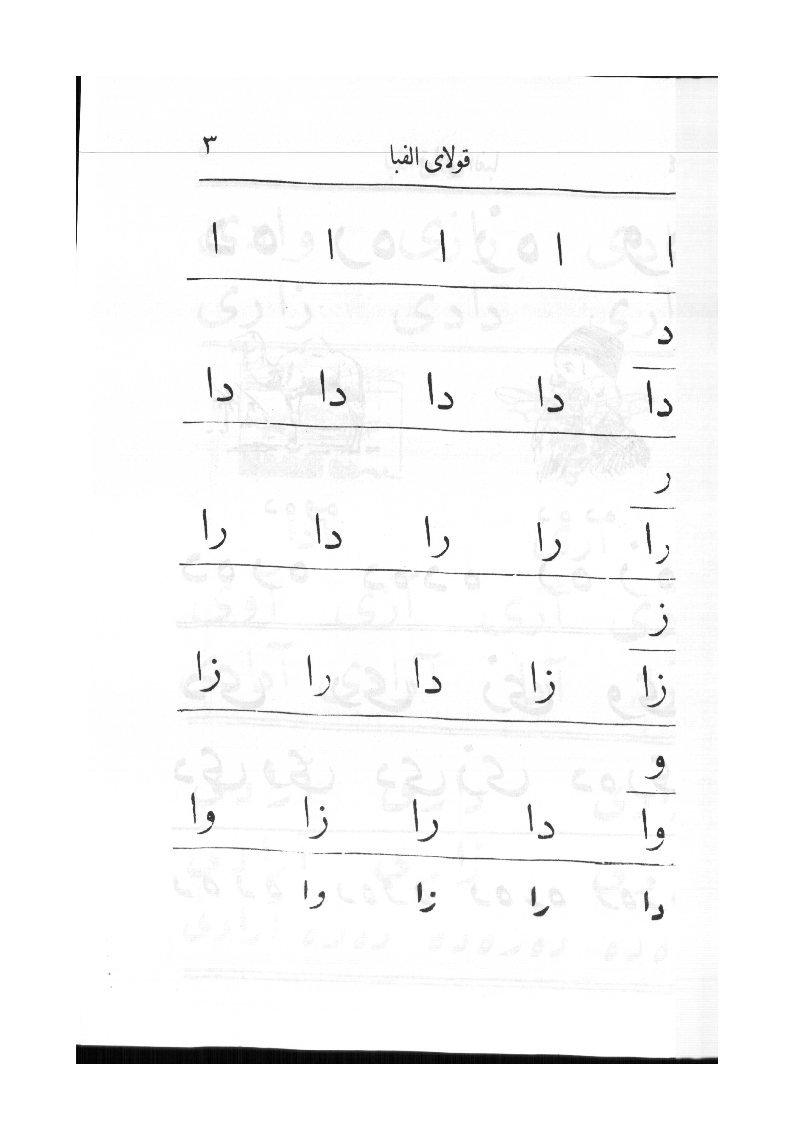 قولای الفبا ۳
ا ا ا ا ا
د
دا دا دا دا دا
ر
را را را دا را
ز
زا زا دا را زا
و
وا دا را زا وا
دا را زا وا